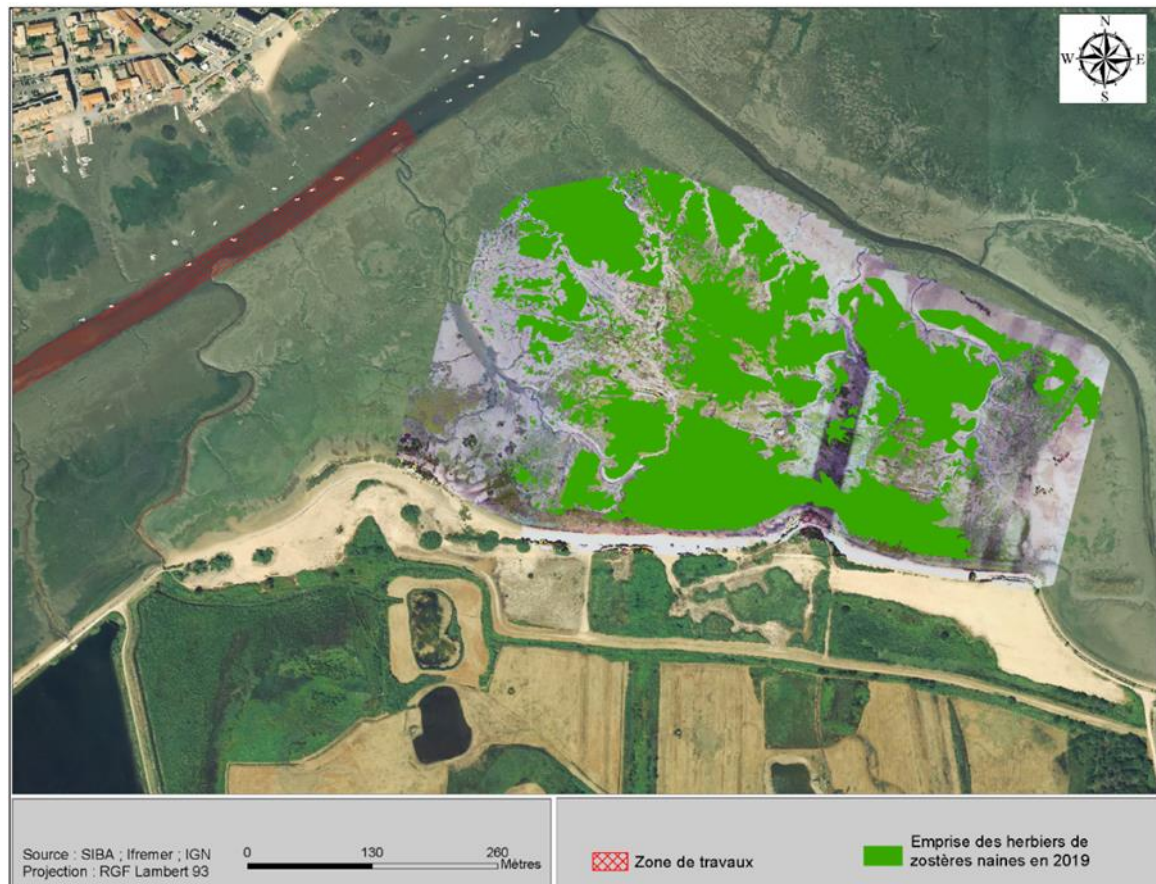 N
W E
S
Source : SIBA ; Ifremer ; IGN
Projection : RGF Lambert 93
0 130 260
Mètres
Zone de travaux
Emprise des herbiers de
zostères naines en 2019